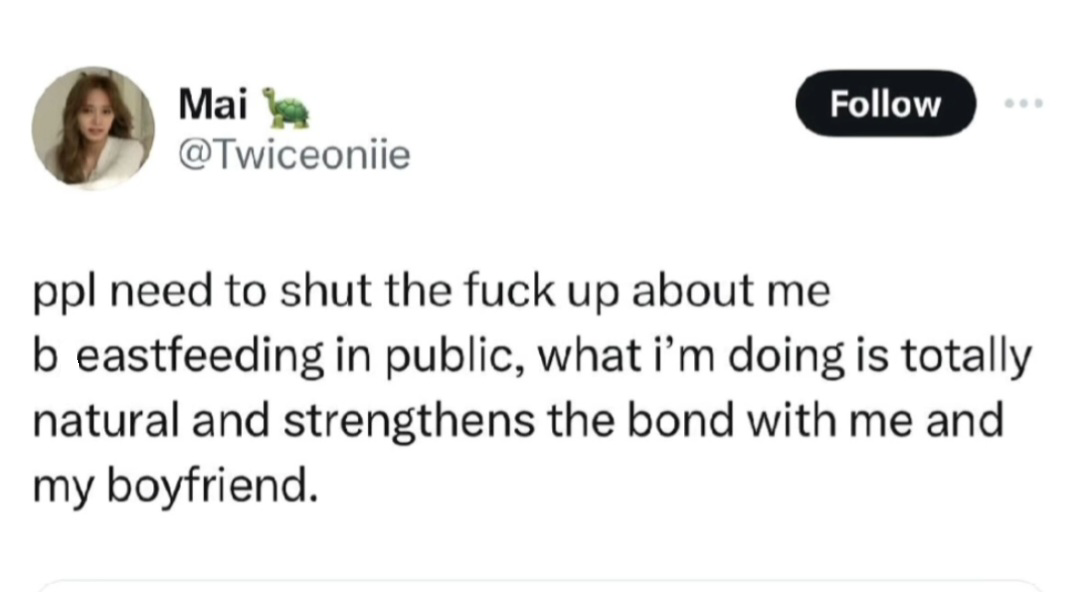 Mai 🐢
@Twiceoniie
Follow
ppl need to shut the fuck up about me
b eastfeeding in public, what i’m doing is totally
natural and strengthens the bond with me and
my boyfriend.